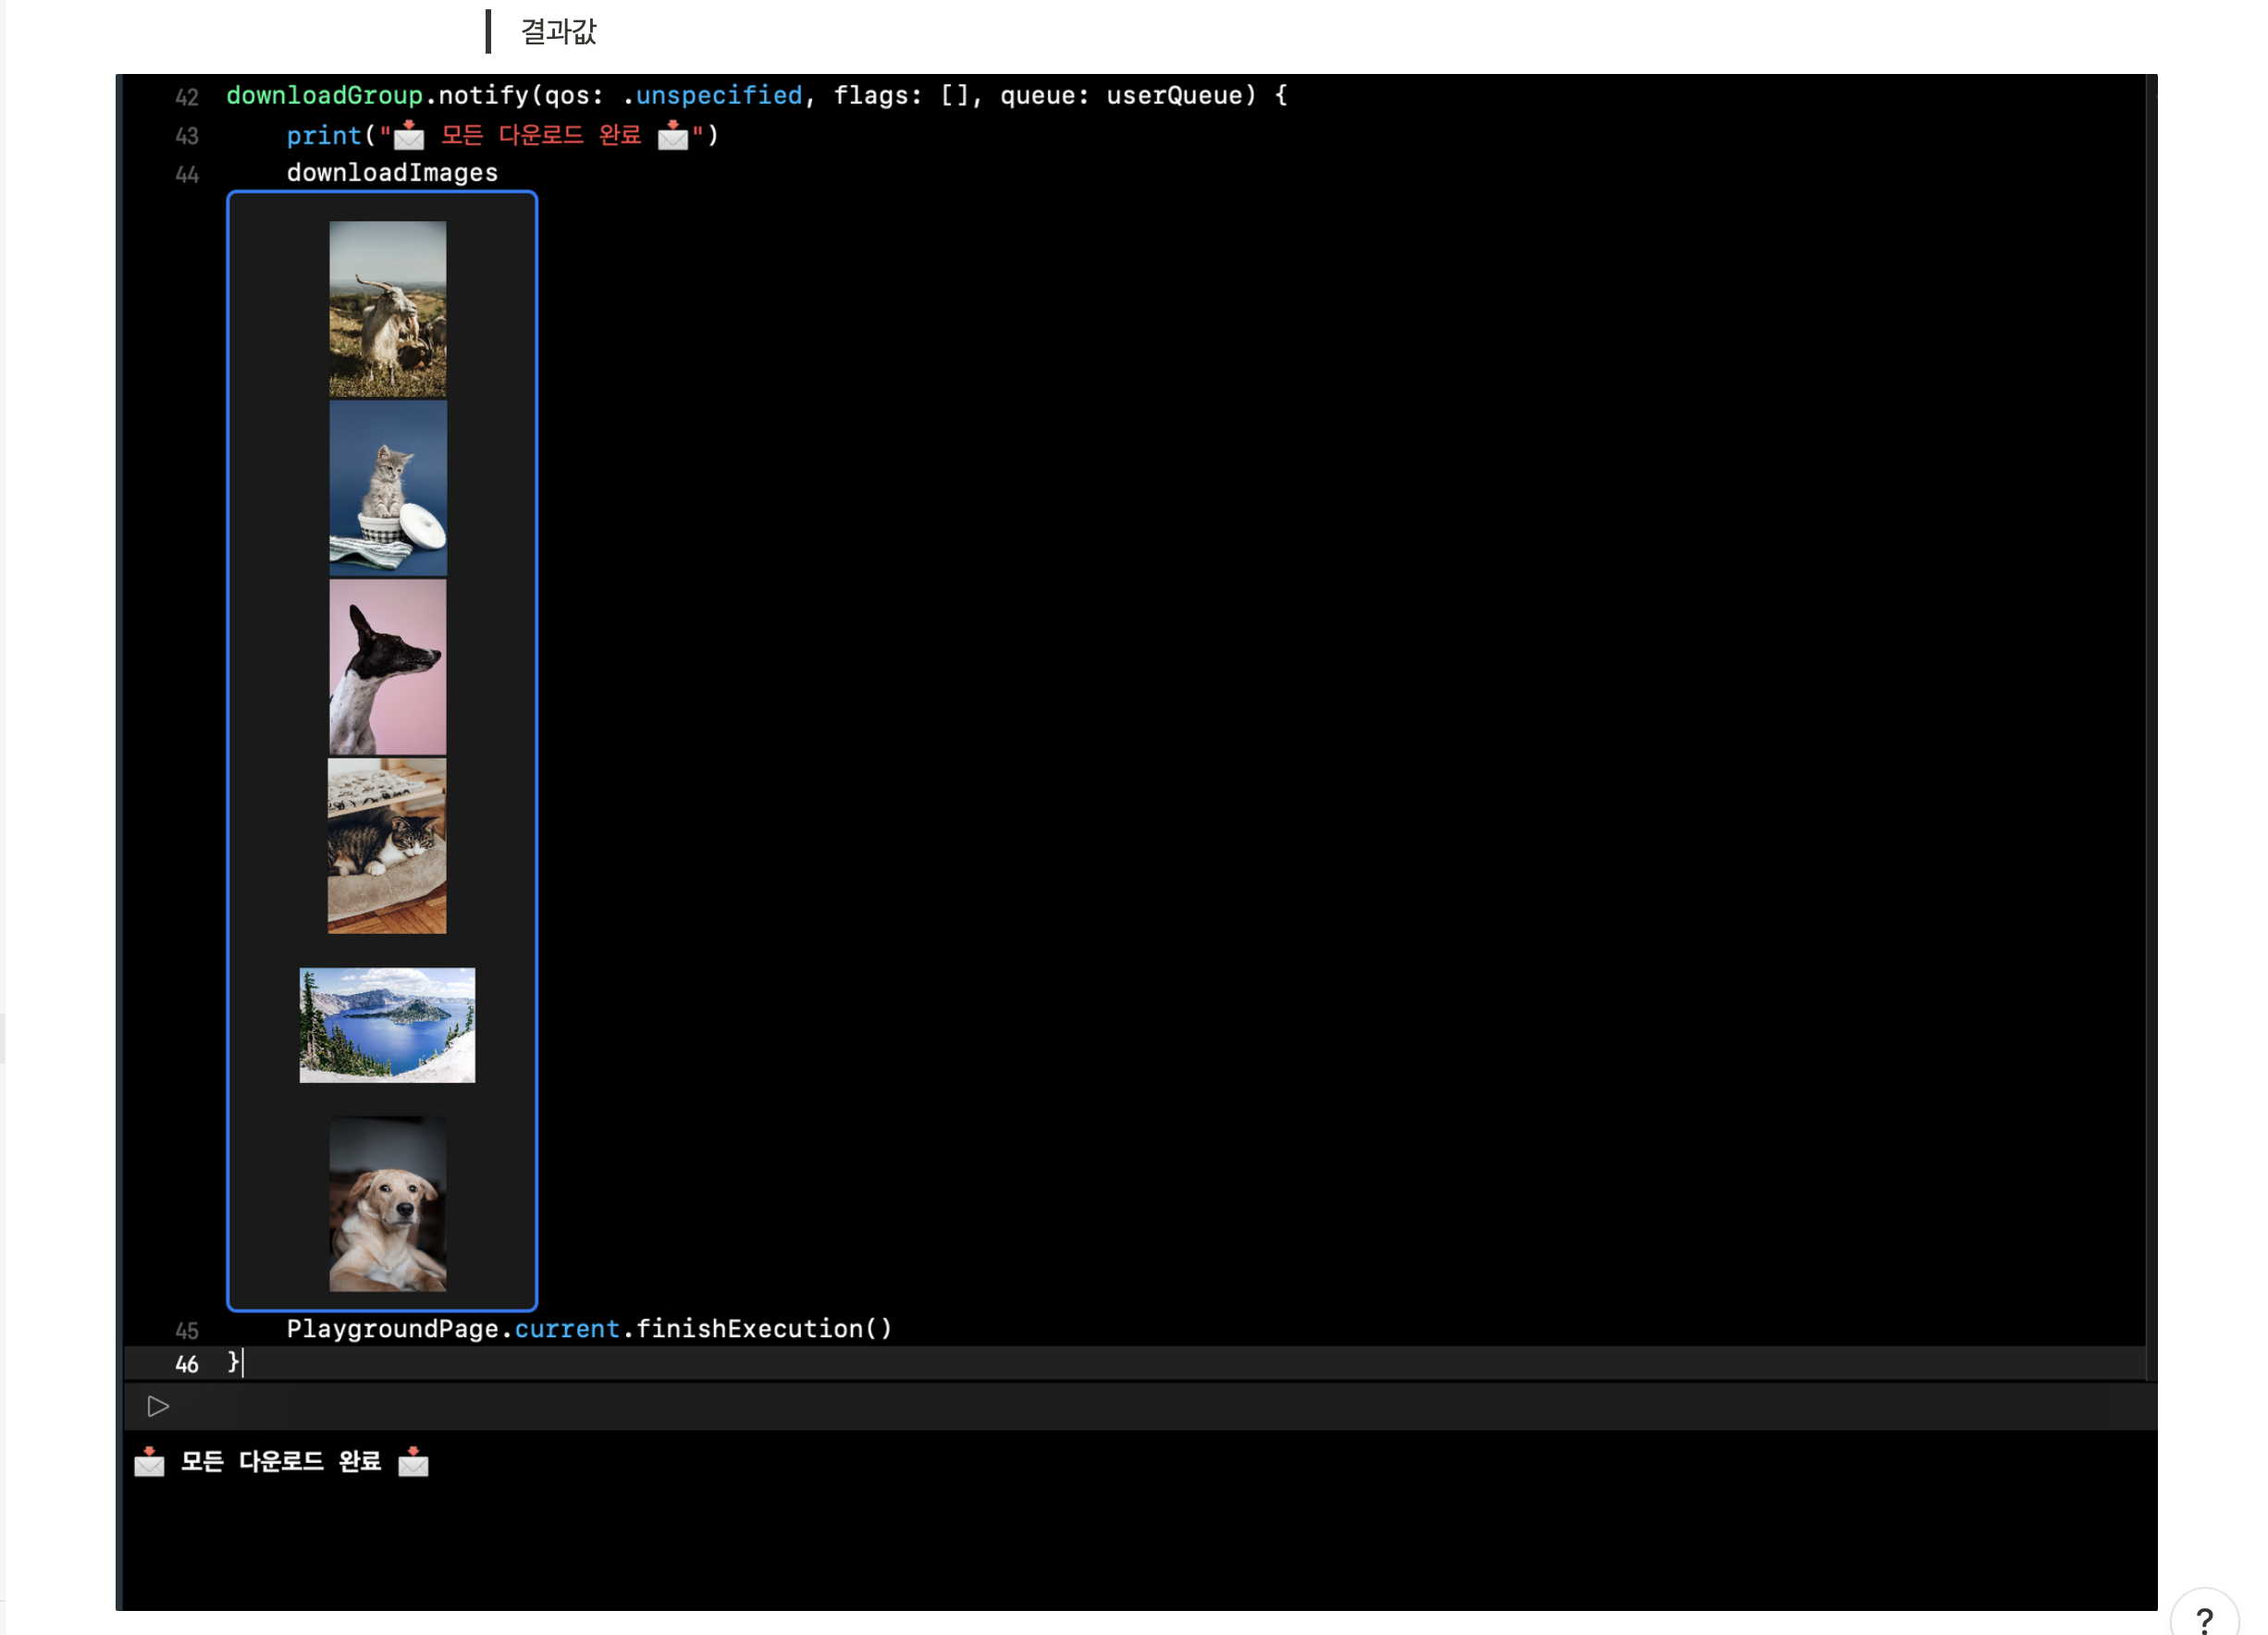 결과값
42 downloadGroup.notify(qos: .unspecified, flags: [], queue: userQueue) {
43 print("📩 모든 다운로드 완료 📩")
44 downloadImages
45 PlaygroundPage.current.finishExecution()
46 }
📩 모든 다운로드 완료 📩
?